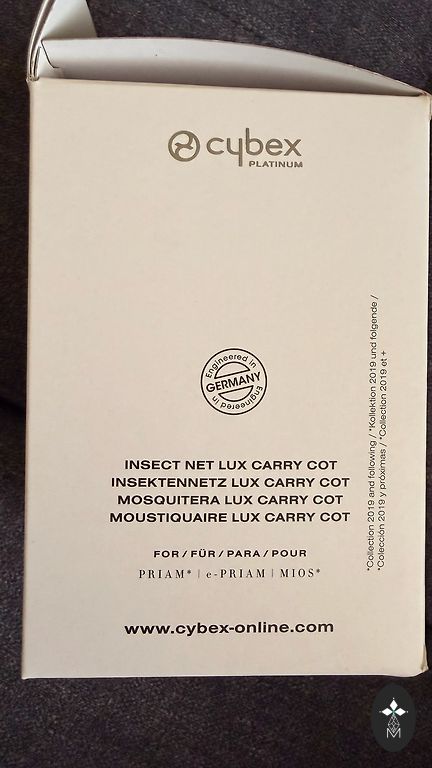 cybex
PLATINUM
Engineered in
GERMANY
Engineered in
INSECT NET LUX CARRY COT
INSEKTENNETZ LUX CARRY COT
MOSQUITERA LUX CARRY COT
MOUSTIQUAIRE LUX CARRY COT
FOR / FÜR / PARA / POUR
PRIAM* | e-PRIAM | MIOS*
www.cybex-online.com
*Collection 2019 and following / *Kollektion 2019 und folgende /
*Colección 2019 y próximas / *Collection 2019 et +
M